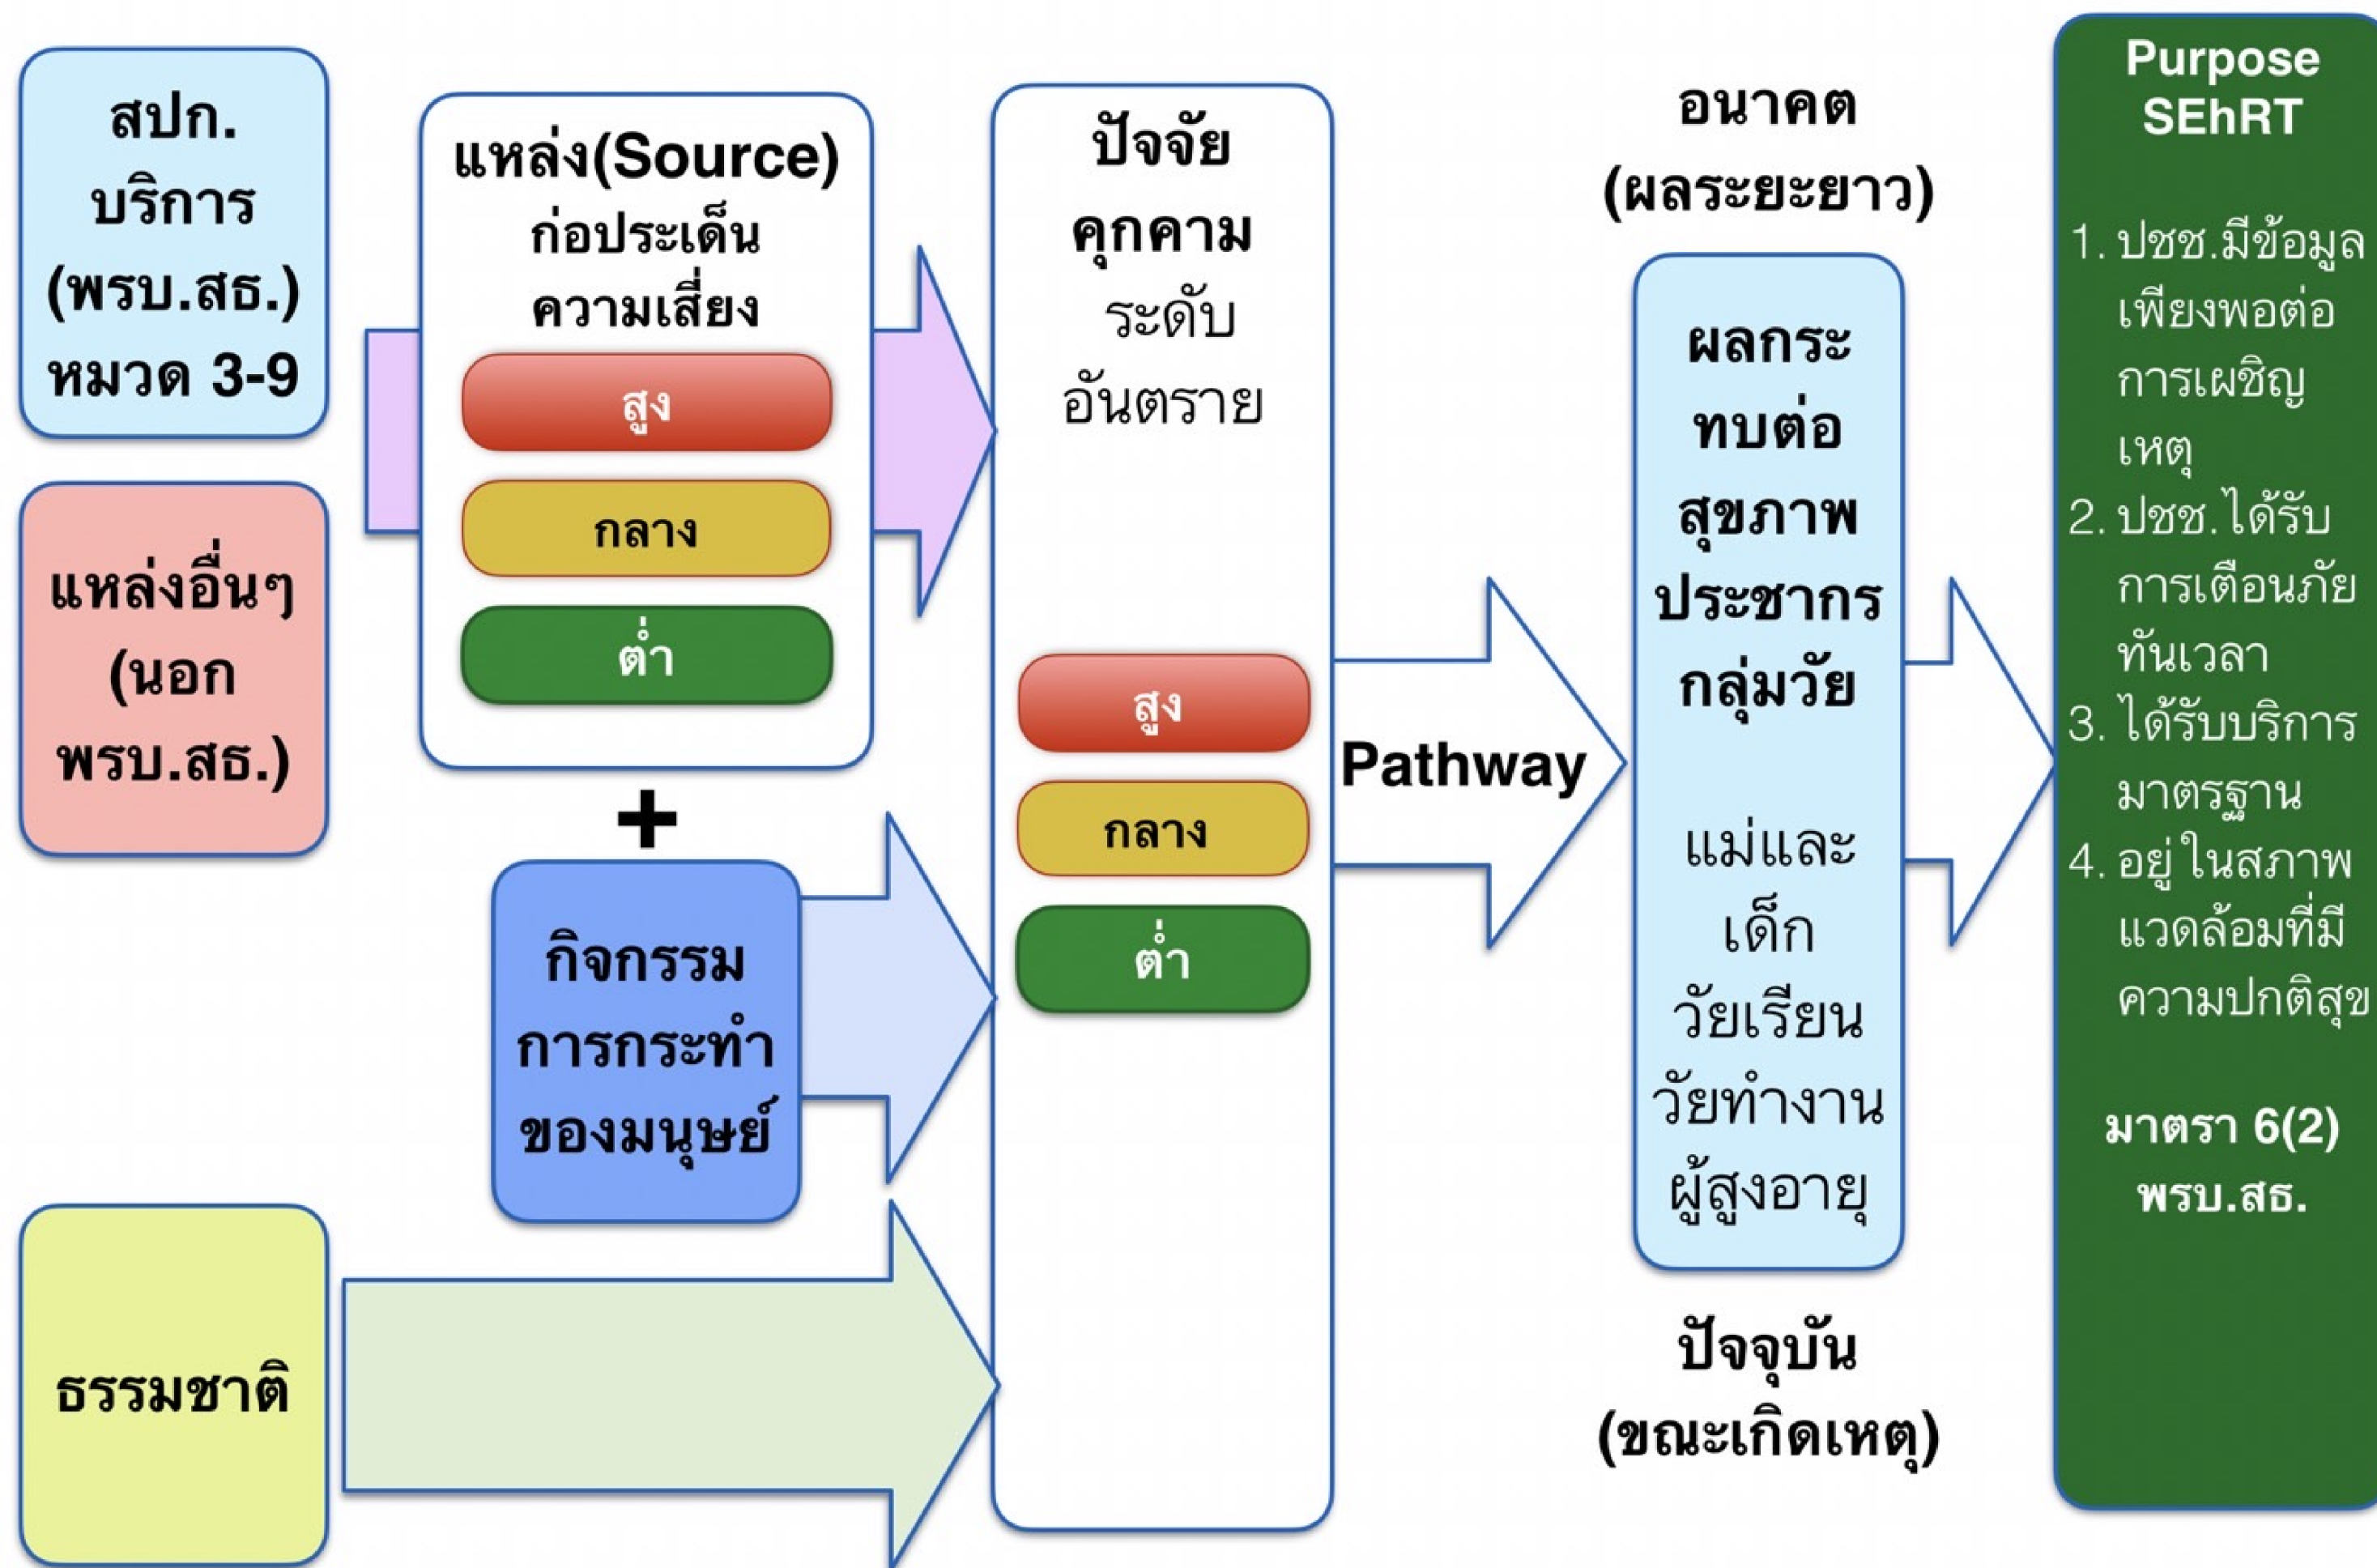 สปก.
บริการ
(พรบ.สธ.)
หมวด 3-9
แหล่งอื่นๆ
(นอก
พรบ.สธ.)
ธรรมชาติ
แหล่ง(Source)
ก่อประเด็น
ความเสี่ยง
สูง
กลาง
ต่ำ
+
กิจกรรม
การกระทำ
ของมนุษย์
ปัจจัย
คุกคาม
ระดับ
อันตราย
สูง
กลาง
ต่ำ
Pathway
อนาคต
(ผลระยะยาว)
ผลกระ
ทบต่อ
สุขภาพ
ประชากร
กลุ่มวัย
แม่และ
เด็ก
วัยเรียน
วัยทำงาน
ผู้สูงอายุ
ปัจจุบัน
(ขณะเกิดเหตุ)
Purpose
SEhRT
1. ปชช.มีข้อมูล
เพียงพอต่อ
การเผชิญ
เหตุ
2. ปชช.ได้รับ
การเตือนภัย
ทันเวลา
3. ได้รับบริการ
มาตรฐาน
4. อยู่ในสภาพ
แวดล้อมที่มี
ความปกติสุข
มาตรา 6(2)
พรบ.สธ.